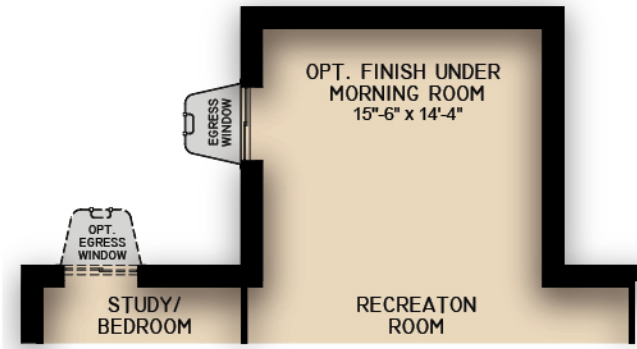 OPT. FINISH UNDER
MORNING ROOM
15"-6" x 14'-4"
EGRESS
WINDOW
OPT.
EGRESS
WINDOW
STUDY/
BEDROOM
RECREATON
ROOM